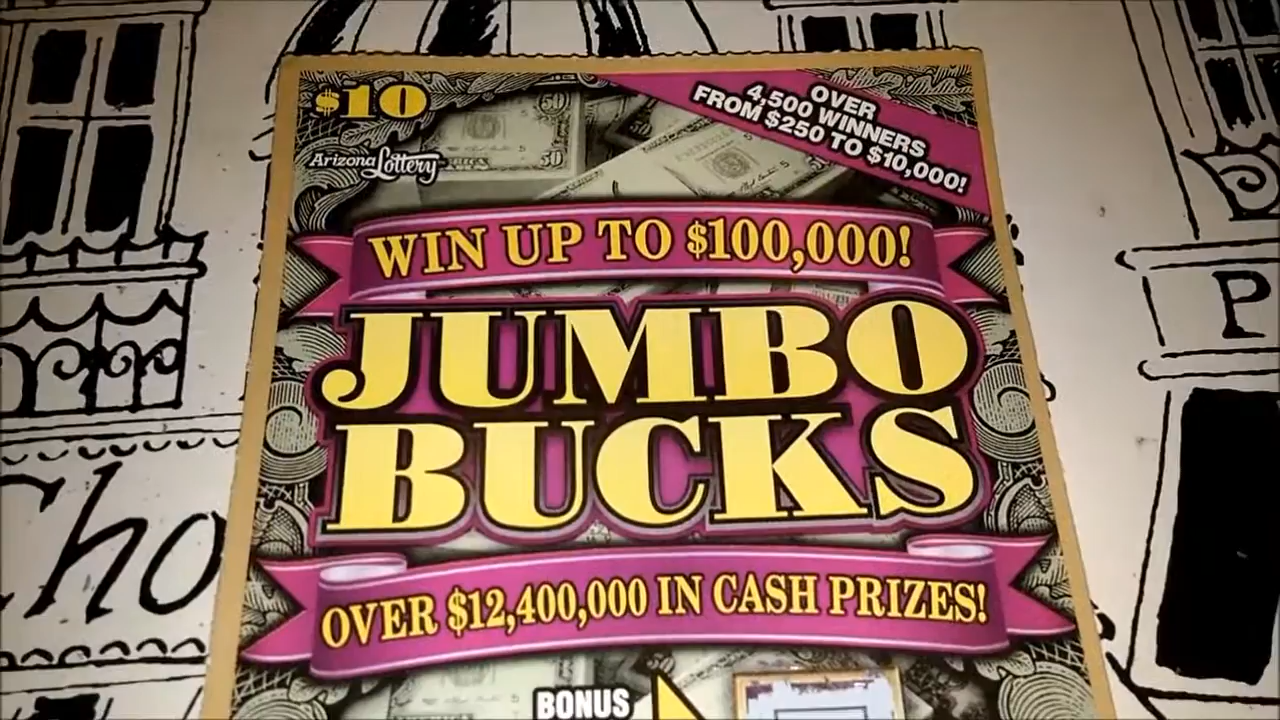 $10
Arizona Lottery
OVER
4,500 WINNERS
FROM $250 TO $10,000!
WIN UP TO $100,000!
JUMBO
BUCKS
OVER $12,400,000 IN CASH PRIZES!
BONUS
Cho
P